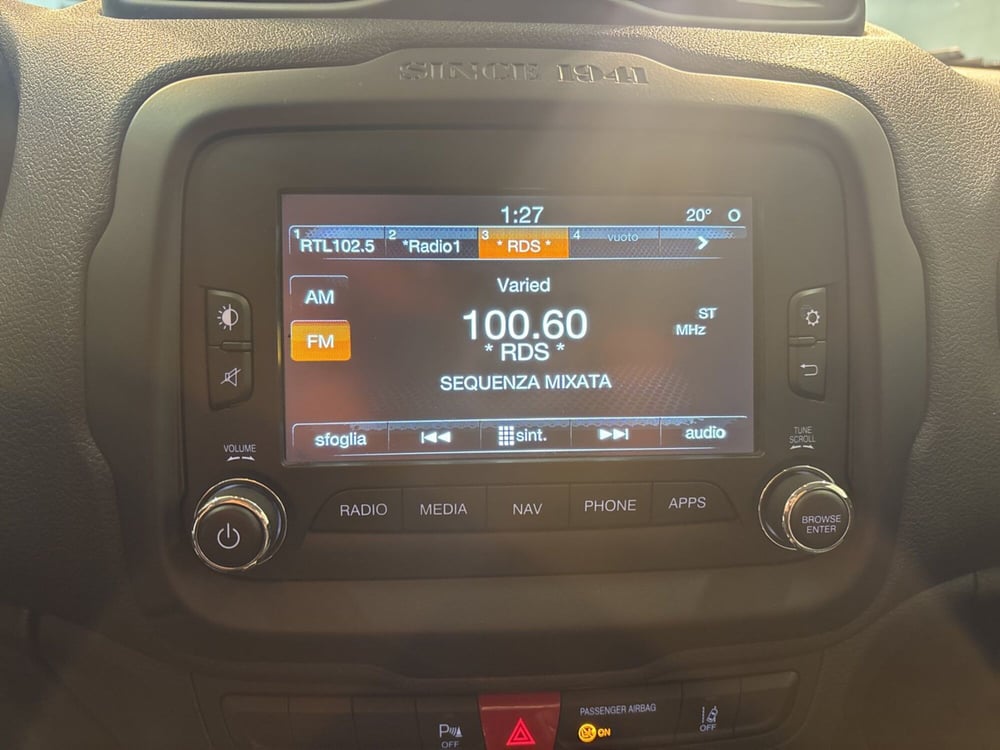 SINCE 1941
1:27 20°
1 RTL102.5 2 *Radio1 3 * RDS * 4 vuoto
AM
Varied
FM
100.60 MHz ST
* RDS *
SEQUENZA MIXATA
sfoglia sint. audio
VOLUME
TUNE
SCROLL
RADIO MEDIA NAV PHONE APPS
BROWSE
ENTER
P OFF
PASSENGER AIRBAG
ON
OFF